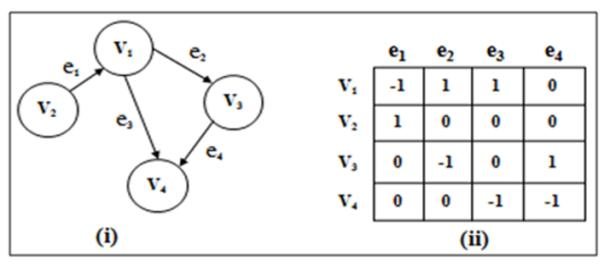 e₁ e₂ e₃ e₄
V₁ -1 1 1 0
V₂ 1 0 0 0
V₃ 0 -1 0 1
V₄ 0 0 -1 -1
V₁
e₁
e₂
V₂
V₃
e₃
e₄
V₄
(i)
(ii)